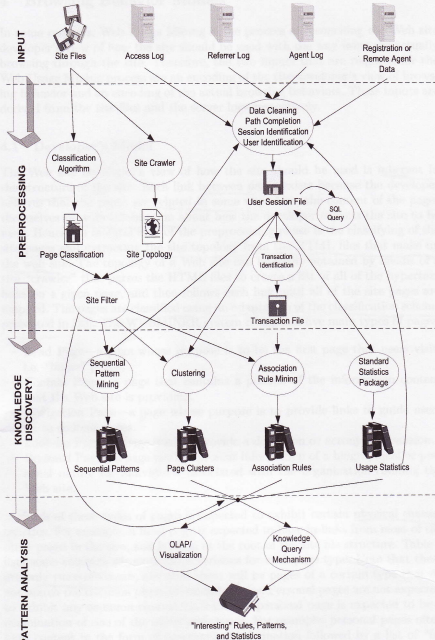 INPUT
Site Files
Access Log
Referrer Log
Agent Log
Registration or
Remote Agent
Data
PREPROCESSING
Data Cleaning
Path Completion
Session Identification
User Identification
Classification
Algorithm
Site Crawler
User Session File
SQL
Query
Page Classification
Site Topology
Transaction
Identification
Site Filter
Transaction File
KNOWLEDGE
DISCOVERY
Sequential
Pattern
Mining
Clustering
Association
Rule Mining
Standard
Statistics
Package
Sequential Patterns
Page Clusters
Association Rules
Usage Statistics
PATTERN ANALYSIS
OLAP/
Visualization
Knowledge
Query
Mechanism
"Interesting" Rules, Patterns,
and Statistics